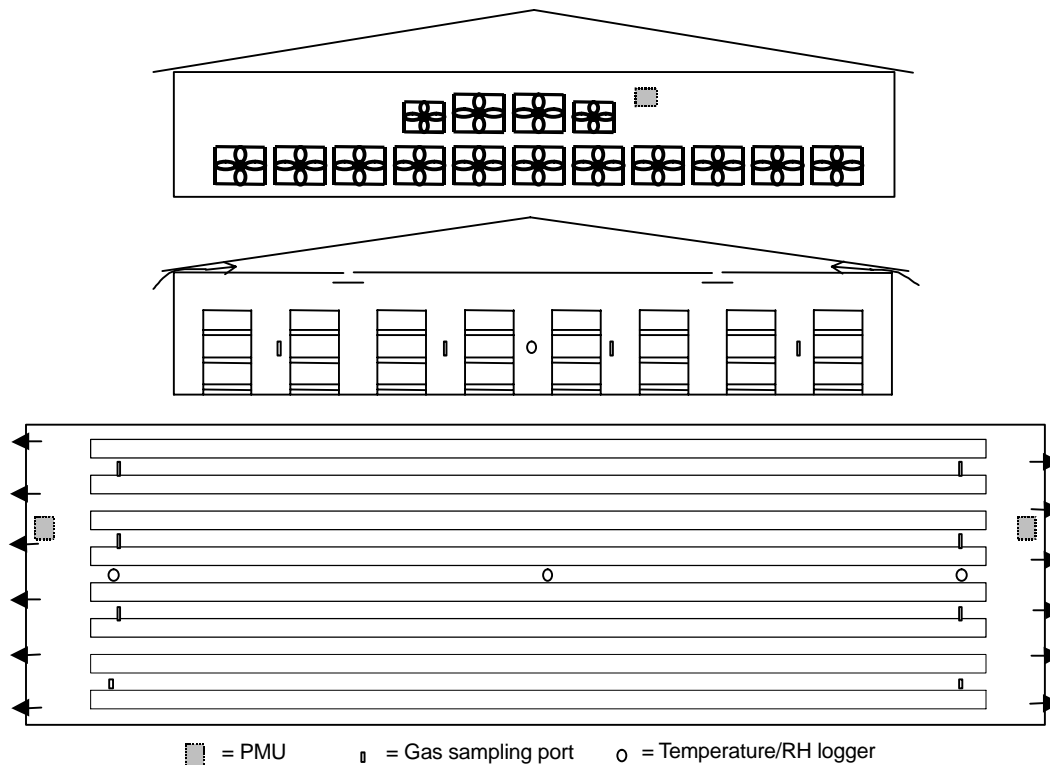 = PMU = Gas sampling port = Temperature/RH logger